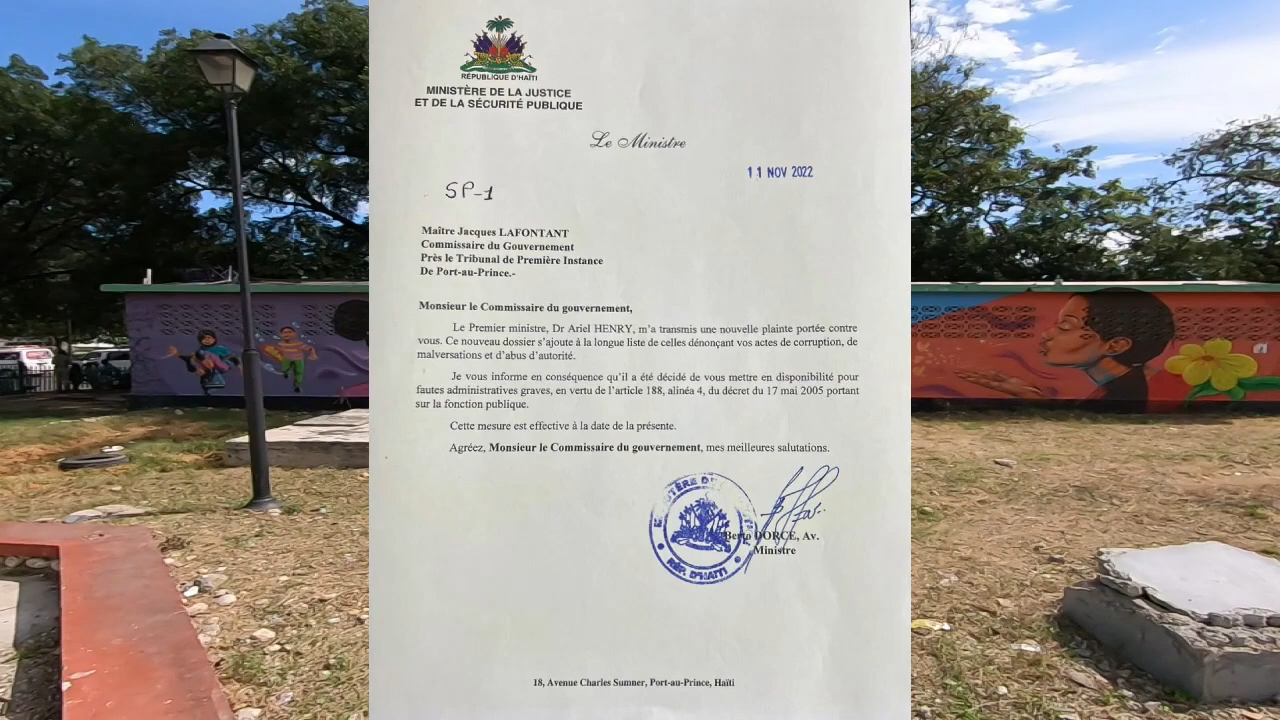 RÉPUBLIQUE D'HAÏTI
MINISTÈRE DE LA JUSTICE
ET DE LA SÉCURITÉ PUBLIQUE
Le Ministre
11 NOV 2022
SP-1
Maître Jacques LAFONTANT
Commissaire du Gouvernement
Près le Tribunal de Première Instance
De Port-au-Prince.-
Monsieur le Commissaire du gouvernement,
Le Premier ministre, Dr Ariel HENRY, m'a transmis une nouvelle plainte portée contre
vous. Ce nouveau dossier s'ajoute à la longue liste de celles dénonçant vos actes de corruption, de
malversations et d'abus d'autorité.
Je vous informe en conséquence qu'il a été décidé de vous mettre en disponibilité pour
fautes administratives graves, en vertu de l'article 188, alinéa 4, du décret du 17 mai 2005 portant
sur la fonction publique.
Cette mesure est effective à la date de la présente.
Agréez, Monsieur le Commissaire du gouvernement, mes meilleures salutations.
RÉP. D'HAITI
Berto DORCÉ, Av.
Ministre
18, Avenue Charles Sumner, Port-au-Prince, Haïti